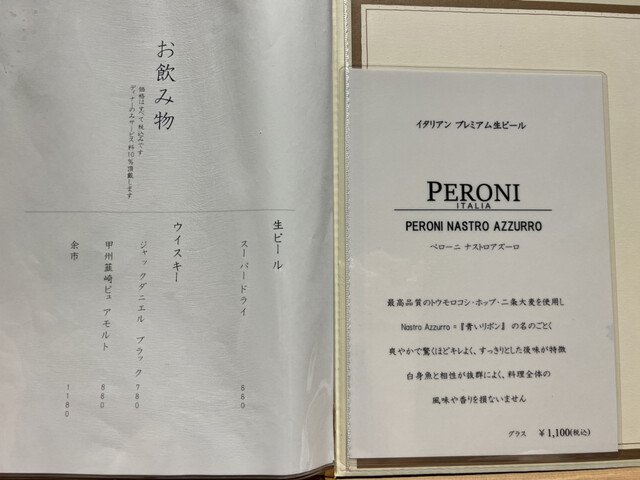 お飲み物
価格はすべて税込みです
ディナーのみサービス料10％頂戴します
生ビール
スーパードライ 880
ウイスキー
ジャックダニエル ブラック 780
甲州韮崎ピュアモルト 880
余市 1180
イタリアン プレミアム生ビール
PERONI
ITALIA
PERONI NASTRO AZZURRO
ペローニ ナストロアズーロ
最高品質のトウモロコシ・ホップ・二条大麦を使用し
Nastro Azzurro = 『青いリボン』 の名のごとく
爽やかで驚くほどキレよく、すっきりとした後味が特徴
白身魚と相性が抜群によく、料理全体の
風味や香りを損ないません
グラス ￥1,100(税込)